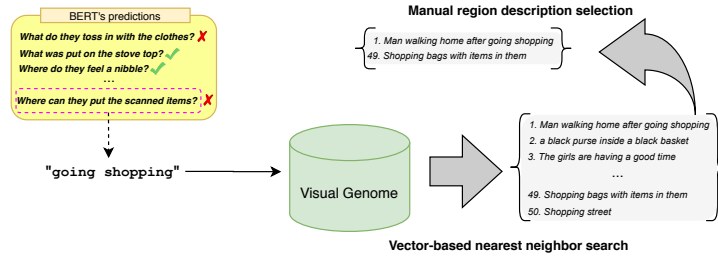 BERT's predictions
What do they toss in with the clothes? ✗
What was put on the stove top? ✓
Where do they feel a nibble? ✓
...
Where can they put the scanned items? ✗
"going shopping"
Visual Genome
Manual region description selection
1. Man walking home after going shopping
49. Shopping bags with items in them
1. Man walking home after going shopping
2. a black purse inside a black basket
3. The girls are having a good time
...
49. Shopping bags with items in them
50. Shopping street
Vector-based nearest neighbor search